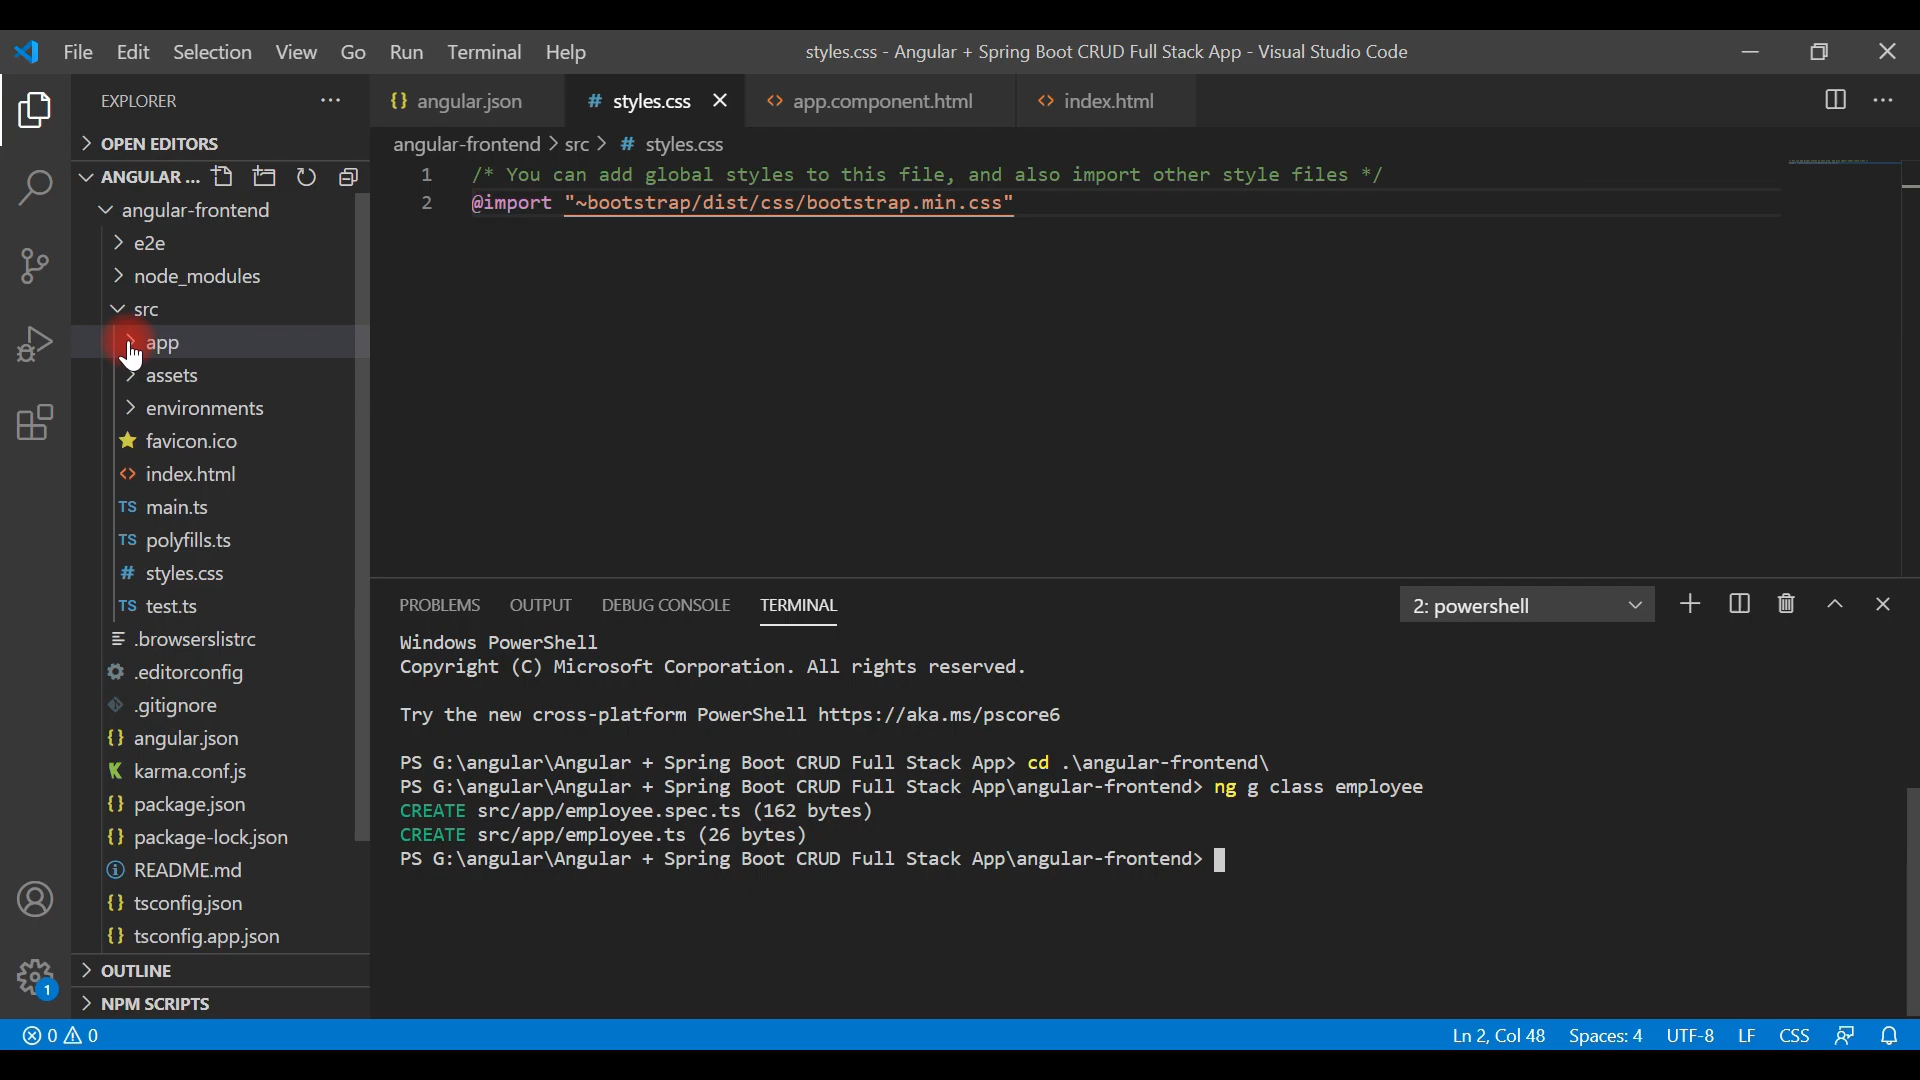 File Edit Selection View Go Run Terminal Help
styles.css - Angular + Spring Boot CRUD Full Stack App - Visual Studio Code
EXPLORER
OPEN EDITORS
ANGULAR ...
angular-frontend
e2e
node_modules
src
app
assets
environments
favicon.ico
index.html
TS main.ts
TS polyfills.ts
# styles.css
TS test.ts
.browserslistrc
.editorconfig
.gitignore
{} angular.json
karma.conf.js
{} package.json
{} package-lock.json
README.md
{} tsconfig.json
{} tsconfig.app.json
OUTLINE
NPM SCRIPTS
1
{} angular.json # styles.css <> app.component.html <> index.html
angular-frontend > src > # styles.css
1 /* You can add global styles to this file, and also import other style files */
2 @import "~bootstrap/dist/css/bootstrap.min.css"
PROBLEMS OUTPUT DEBUG CONSOLE TERMINAL 2: powershell
Windows PowerShell
Copyright (C) Microsoft Corporation. All rights reserved.
Try the new cross-platform PowerShell https://aka.ms/pscore6
PS G:\angular\Angular + Spring Boot CRUD Full Stack App> cd .\angular-frontend\
PS G:\angular\Angular + Spring Boot CRUD Full Stack App\angular-frontend> ng g class employee
CREATE src/app/employee.spec.ts (162 bytes)
CREATE src/app/employee.ts (26 bytes)
PS G:\angular\Angular + Spring Boot CRUD Full Stack App\angular-frontend>
0 0 Ln 2, Col 48 Spaces: 4 UTF-8 LF CSS